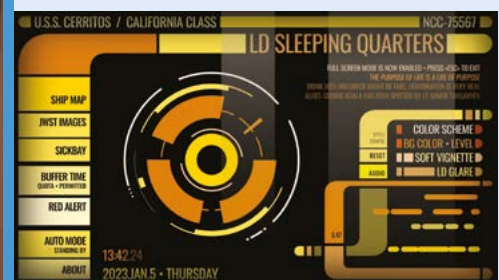 U.S.S. CERRITOS / CALIFORNIA CLASS
NCC-75567
LD SLEEPING QUARTERS
FULL SCREEN MODE IS NOW ENABLED • PRESS <ESC> TO EXIT
THE PURPOSE OF LIFE IS A LIFE OF PURPOSE
SHIP MAP
JWST IMAGES
SICKBAY
BUFFER TIME
QUOTA • PERMITTED
RED ALERT
AUTO MODE
STANDING BY
ABOUT
RESET
AUDIO
COLOR SCHEME
BG COLOR • LEVEL
SOFT VIGNETTE
LD GLARE
13:42.24
2023.JAN.5 • THURSDAY